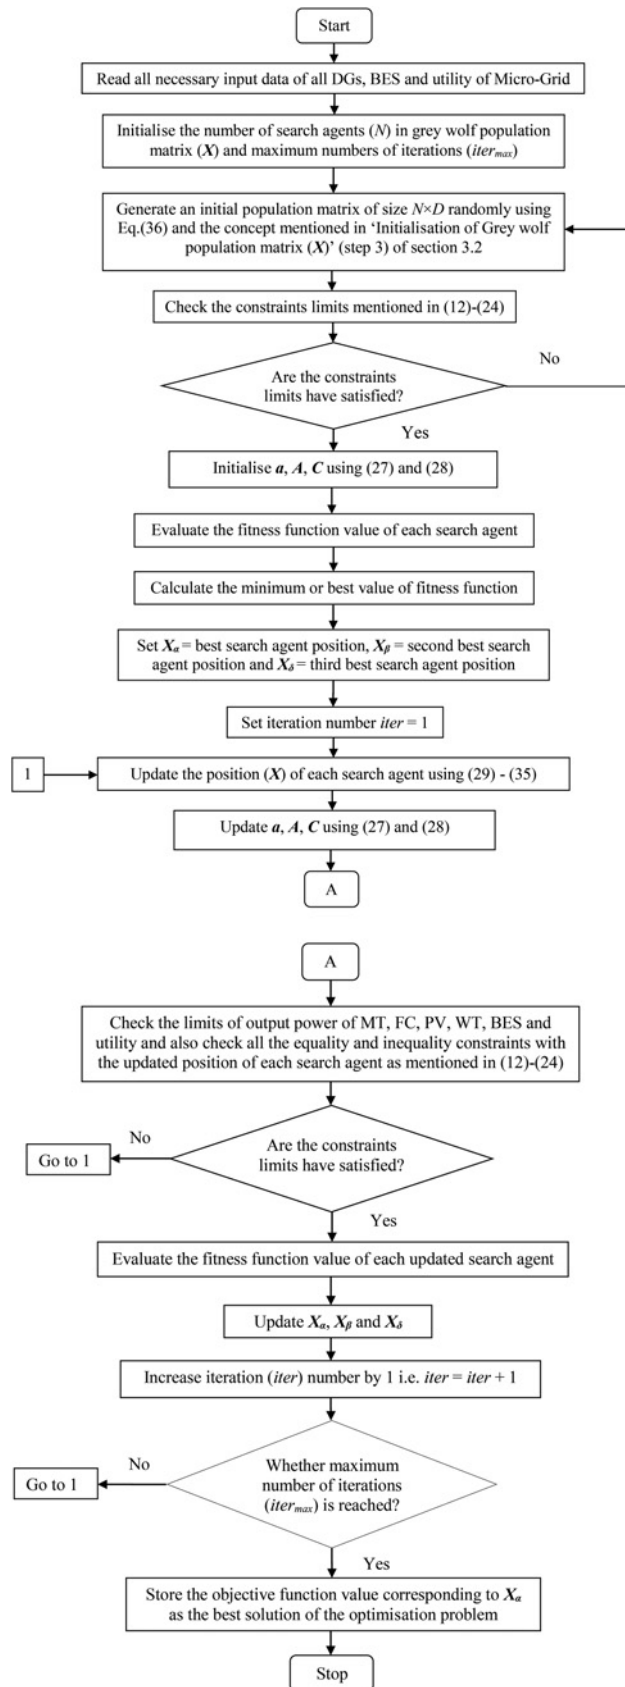 Start
Read all necessary input data of all DGs, BES and utility of Micro-Grid
Initialise the number of search agents (N) in grey wolf population
matrix (X) and maximum numbers of iterations (iter_max)
Generate an initial population matrix of size N×D randomly using
Eq.(36) and the concept mentioned in ‘Initialisation of Grey wolf
population matrix (X)’ (step 3) of section 3.2
Check the constraints limits mentioned in (12)-(24)
Are the constraints
limits have satisfied?
No
Yes
Initialise a, A, C using (27) and (28)
Evaluate the fitness function value of each search agent
Calculate the minimum or best value of fitness function
Set X_α = best search agent position, X_β = second best search
agent position and X_δ = third best search agent position
Set iteration number iter = 1
1
Update the position (X) of each search agent using (29) - (35)
Update a, A, C using (27) and (28)
A
A
Check the limits of output power of MT, FC, PV, WT, BES and
utility and also check all the equality and inequality constraints with
the updated position of each search agent as mentioned in (12)-(24)
Are the constraints
limits have satisfied?
No
Go to 1
Yes
Evaluate the fitness function value of each updated search agent
Update X_α, X_β and X_δ
Increase iteration (iter) number by 1 i.e. iter = iter + 1
Whether maximum
number of iterations
(iter_max) is reached?
No
Go to 1
Yes
Store the objective function value corresponding to X_α
as the best solution of the optimisation problem
Stop